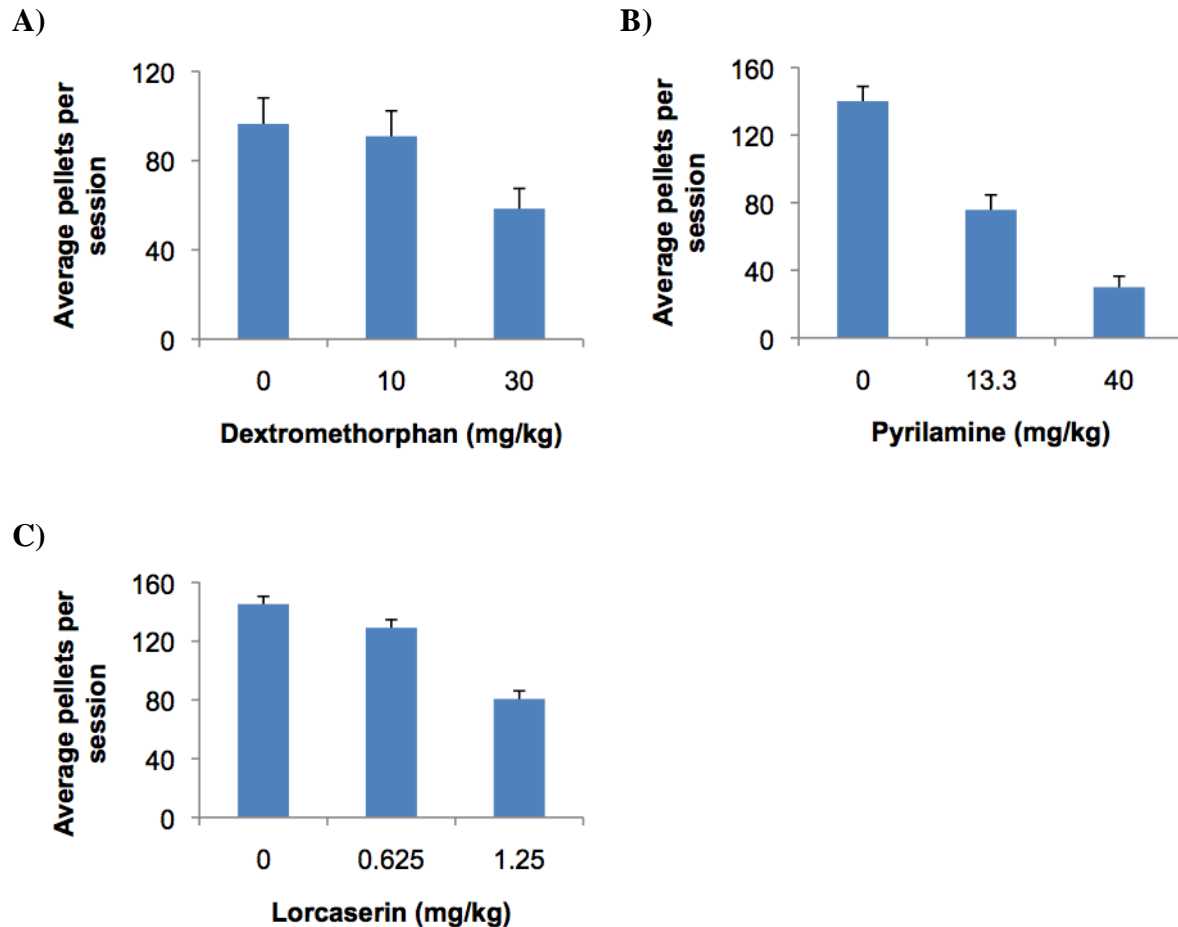 A)
Average pellets per
session
120
80
40
0
0 10 30
Dextromethorphan (mg/kg)
B)
Average pellets per
session
160
120
80
40
0
0 13.3 40
Pyrilamine (mg/kg)
C)
Average pellets per
session
160
120
80
40
0
0 0.625 1.25
Lorcaserin (mg/kg)